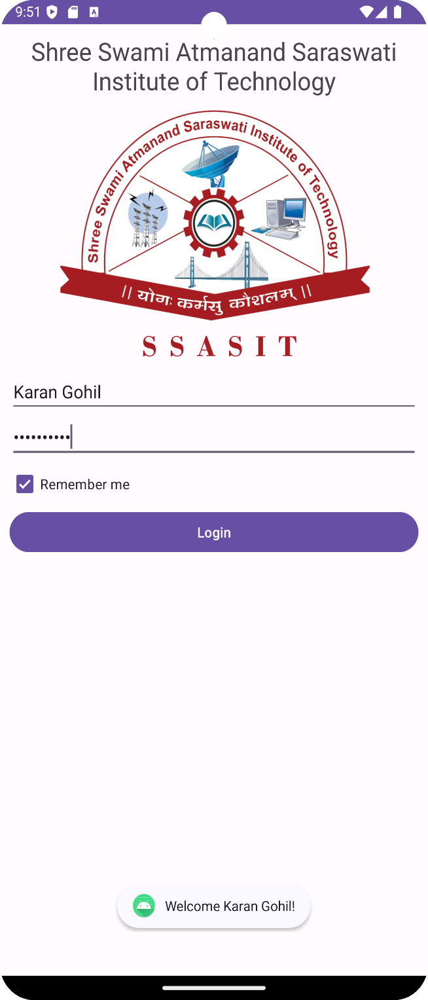 9:51
Shree Swami Atmanand Saraswati
Institute of Technology
Shree Swami Atmanand Saraswati Institute of Technology
|| योगः कर्मसु कौशलम् ||
S S A S I T
Karan Gohil
••••••••••
Remember me
Login
Welcome Karan Gohil!